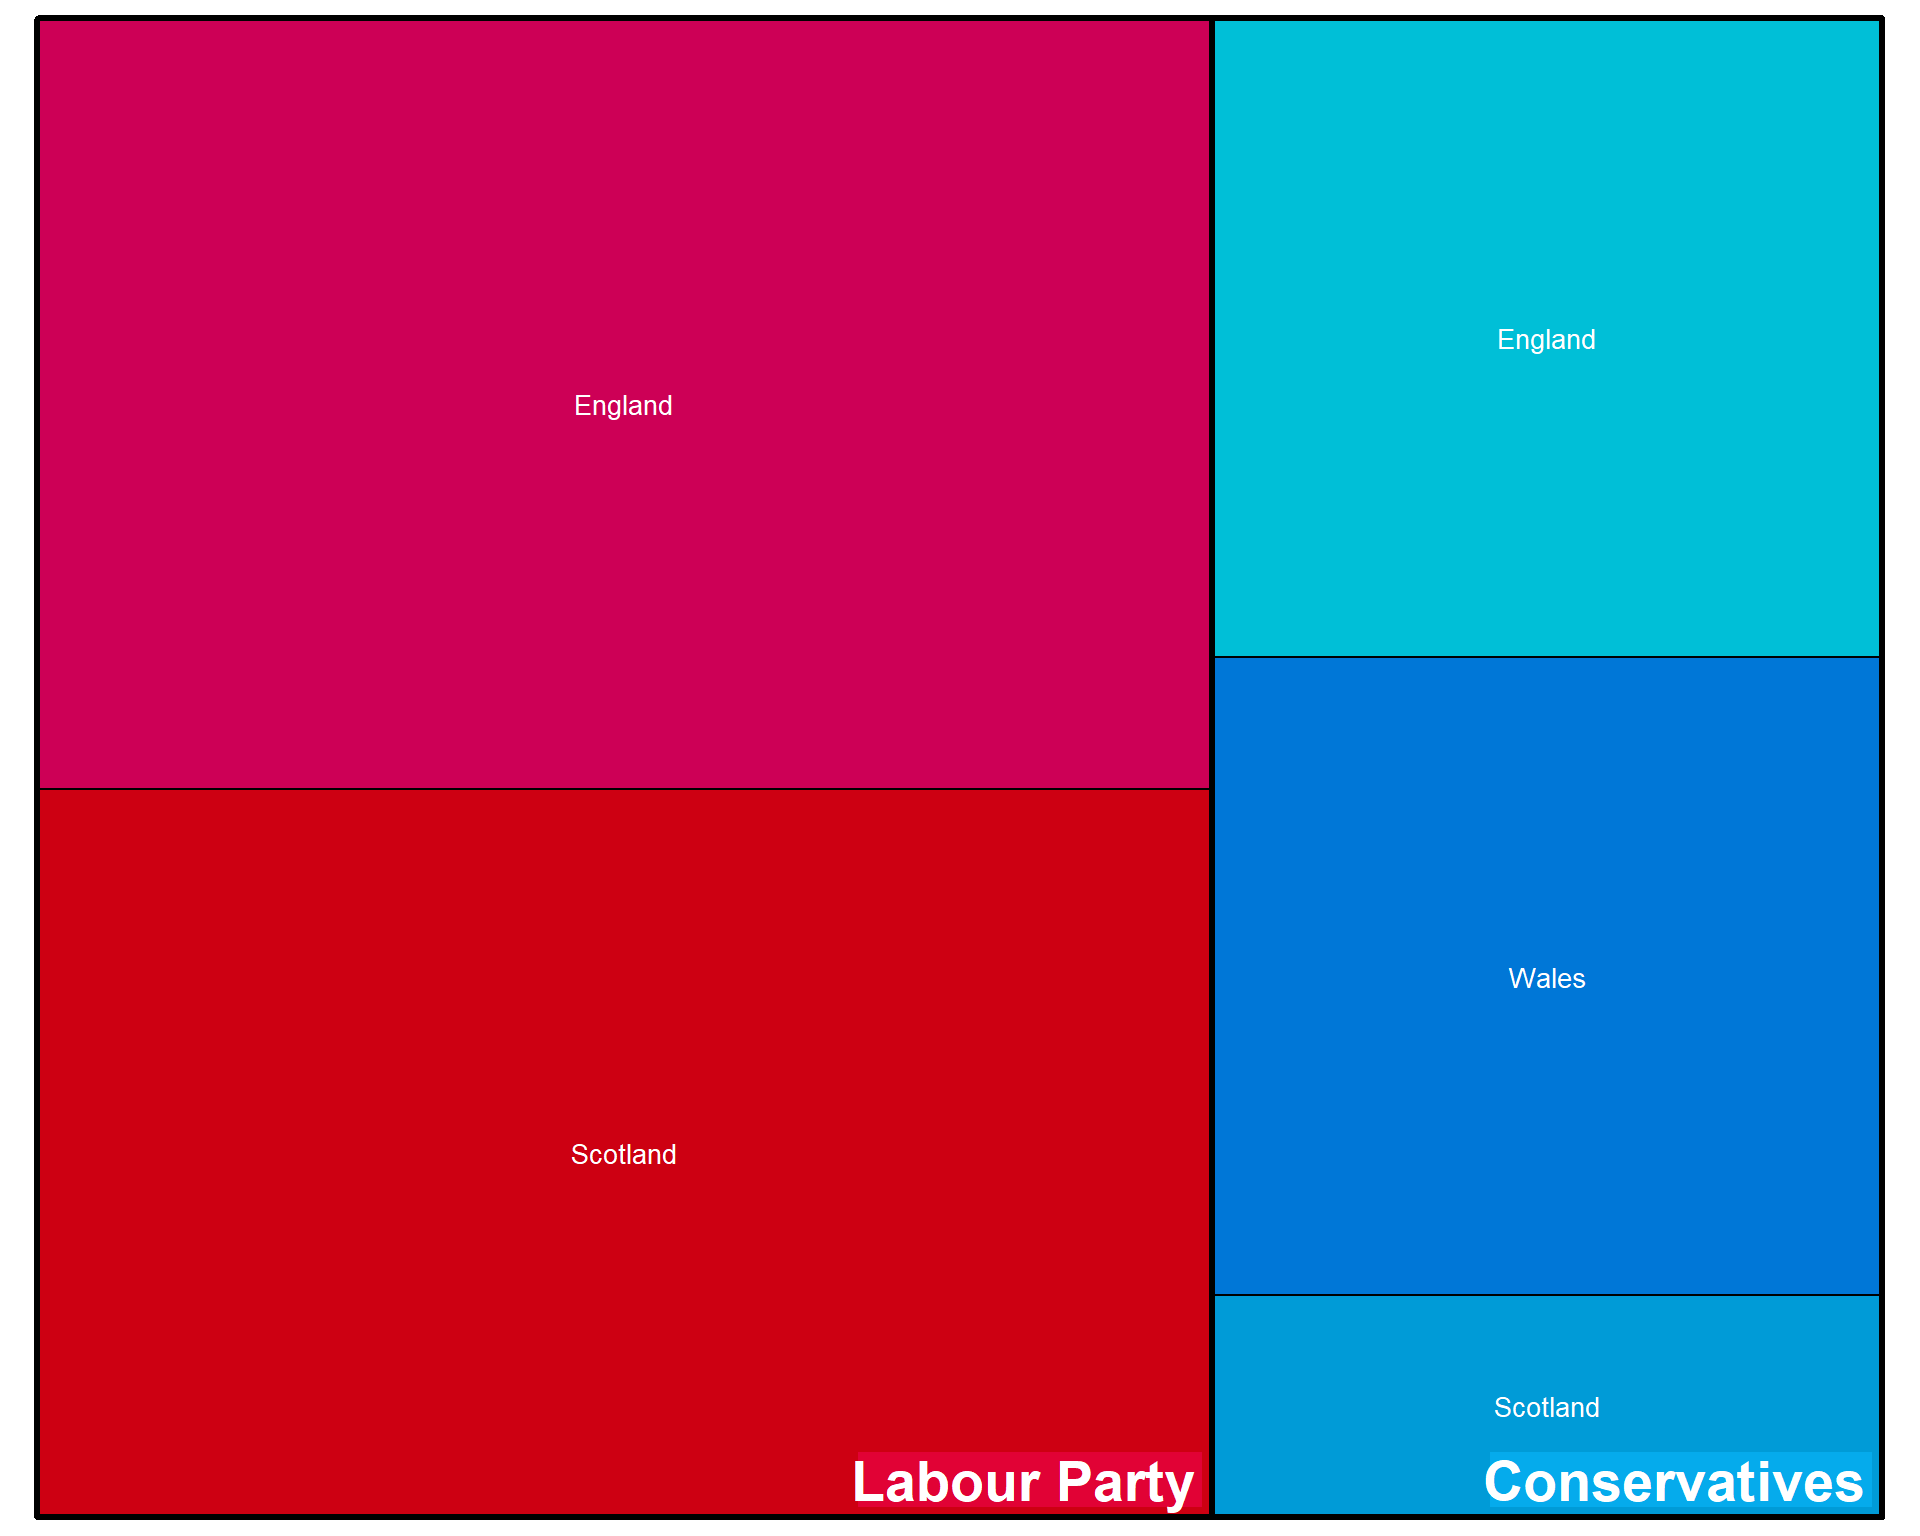 England
Scotland
Labour Party
England
Wales
Scotland
Conservatives